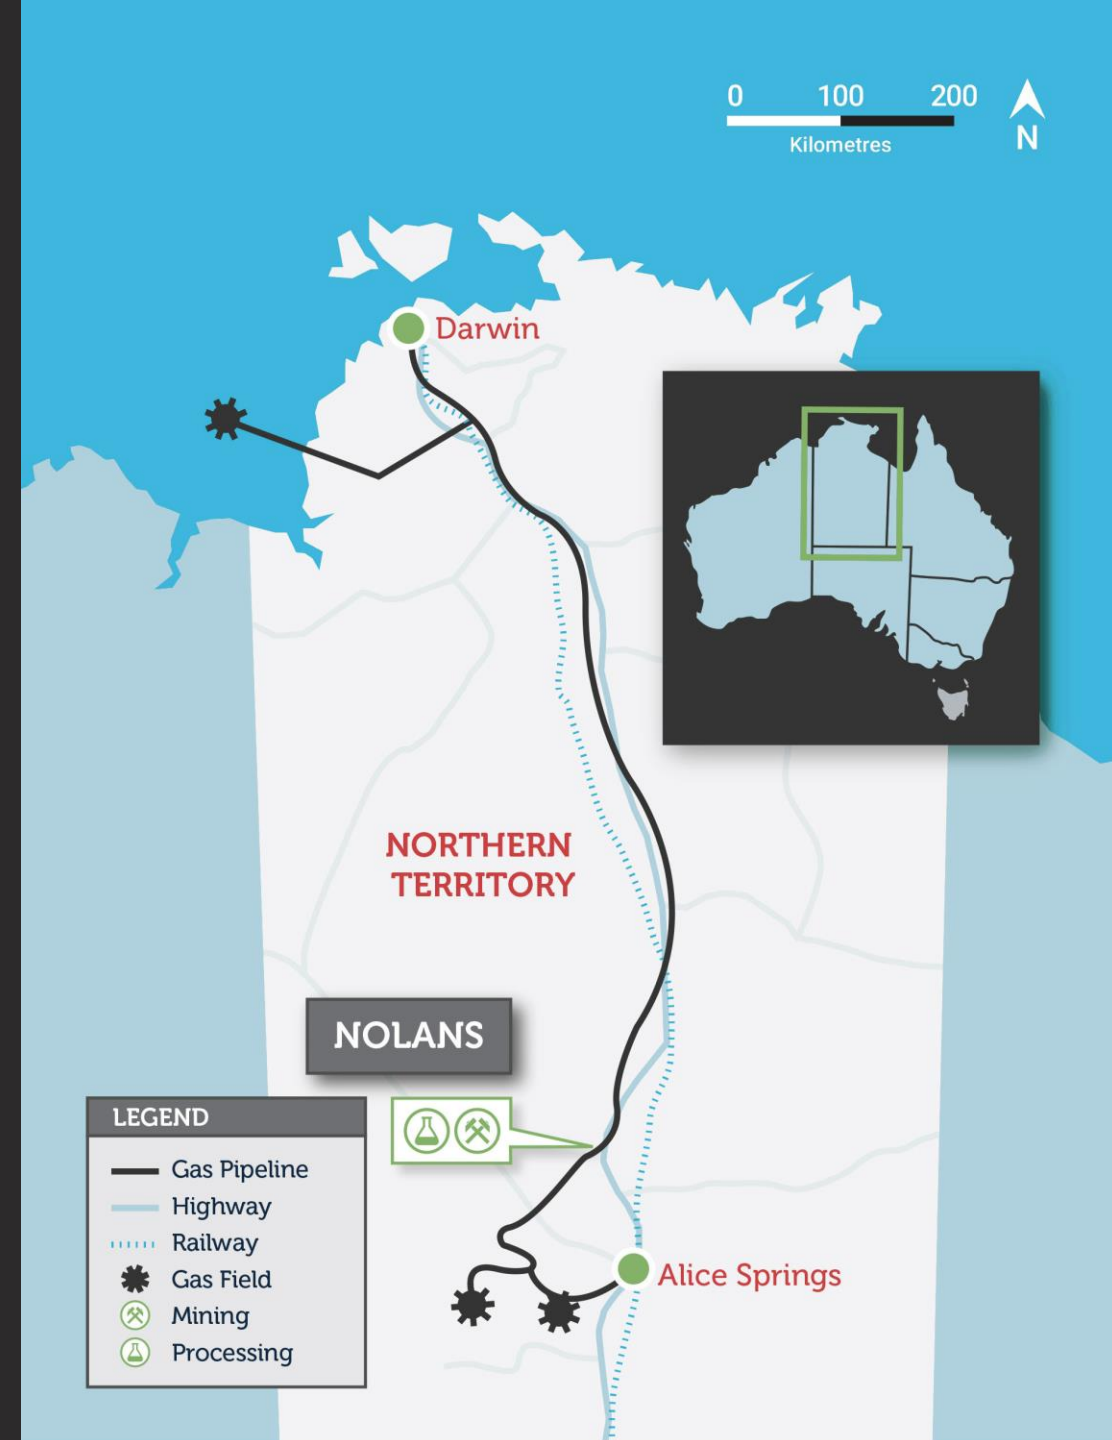 0 100 200
Kilometres
N
Darwin
NORTHERN
TERRITORY
NOLANS
LEGEND
Gas Pipeline
Highway
Railway
Gas Field
Mining
Processing
Alice Springs